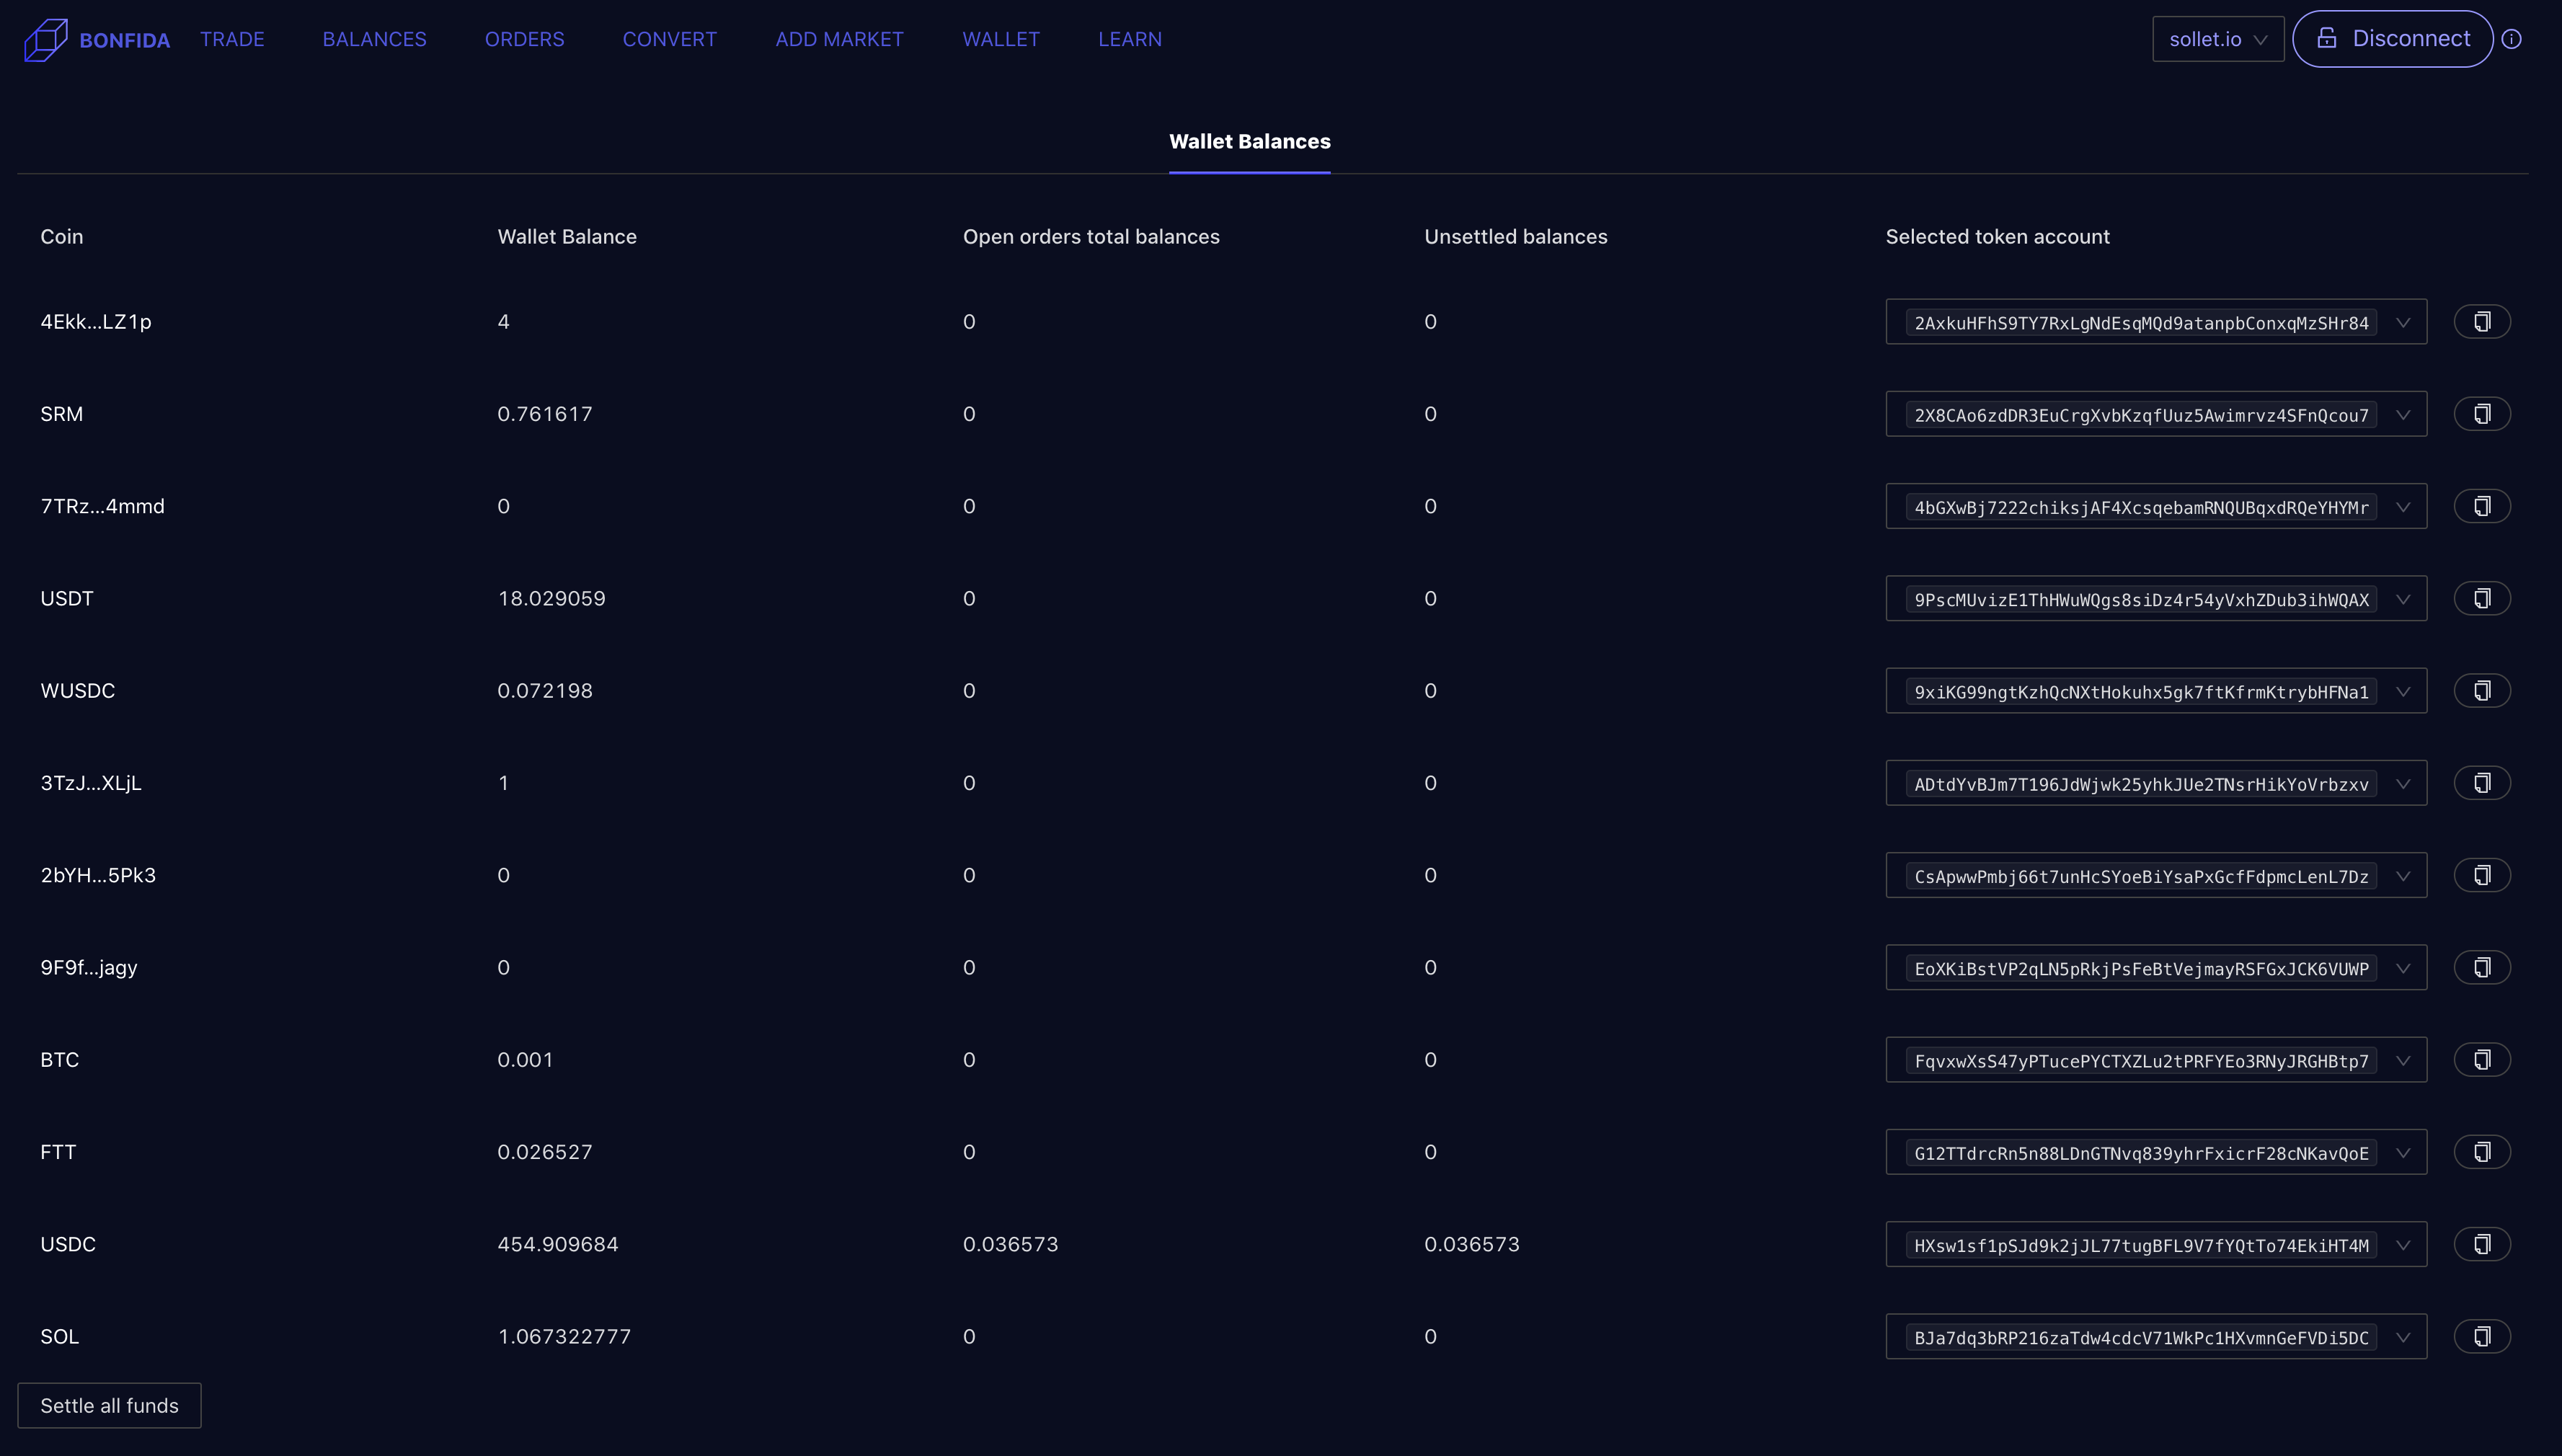 BONFIDA TRADE BALANCES ORDERS CONVERT ADD MARKET WALLET LEARN sollet.io Disconnect
Wallet Balances
Coin Wallet Balance Open orders total balances Unsettled balances Selected token account
4Ekk...LZ1p 4 0 0 2AxkuHFhS9TY7RxLgNdEsqMQd9atanpbConxqMzSHr84
SRM 0.761617 0 0 2X8CAo6zdDR3EuCrgXvbKzqfUuz5Awimrvz4SFnQcou7
7TRz...4mmd 0 0 0 4bGXwBj7222chiksjAF4XcsqebamRNQUBqxdRQeYHYMr
USDT 18.029059 0 0 9PscMUvizE1ThHWuWQgs8siDz4r54yVxhZDub3ihWQAX
WUSDC 0.072198 0 0 9xiKG99ngtKzhQcNXtHokuhx5gk7ftKfrmKtrybHFNa1
3TzJ...XLjL 1 0 0 ADtdYvBJm7T196JdWjwk25yhkJUe2TNsrHikYoVrbzxv
2bYH...5Pk3 0 0 0 CsApwwPmbj66t7unHcSYoeBiYsaPxGcfFdpmcLenL7Dz
9F9f...jagy 0 0 0 EoXKiBstVP2qLN5pRkjPsFeBtVejmayRSFGxJCK6VUWP
BTC 0.001 0 0 FqvxwXsS47yPTucePYCTXZLu2tPRFYEo3RNyJRGHBtp7
FTT 0.026527 0 0 G12TTdrcRn5n88LDnGTNvq839yhrFxicrF28cNKavQoE
USDC 454.909684 0.036573 0.036573 HXsw1sf1pSJd9k2jJL77tugBFL9V7fYQtTo74EkiHT4M
SOL 1.067322777 0 0 BJa7dq3bRP216zaTdw4cdcV71WkPc1HXvmnGeFVDi5DC
Settle all funds